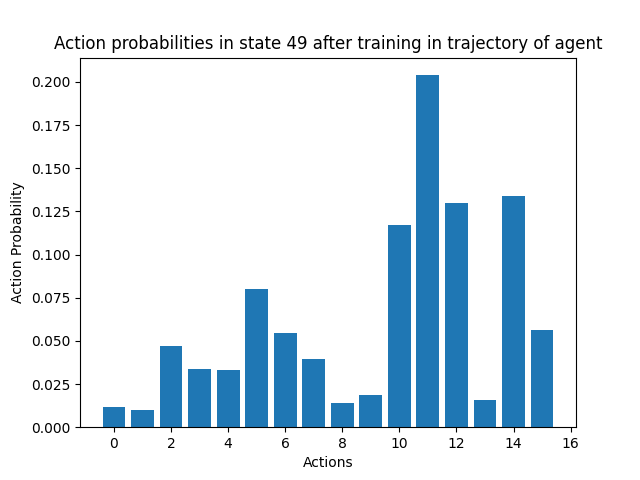 Action probabilities in state 49 after training in trajectory of agent
0.200
0.175
0.150
0.125
0.100
0.075
0.050
0.025
0.000
Action Probability
0 2 4 6 8 10 12 14 16
Actions